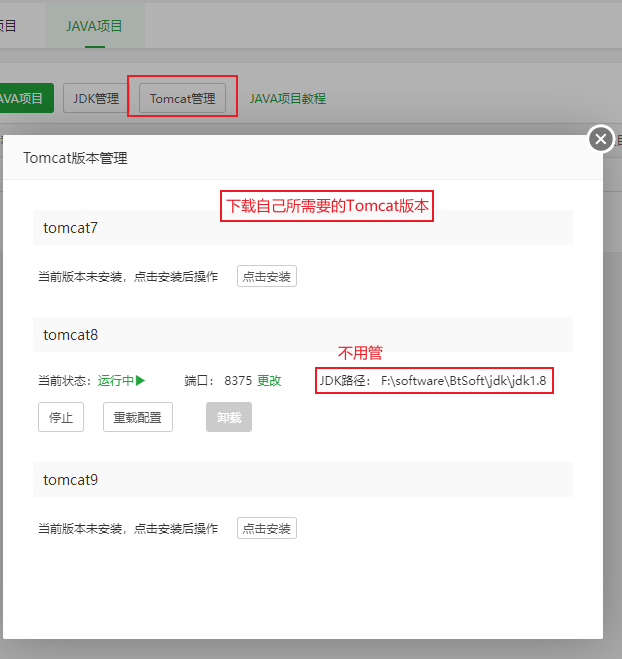 项目
JAVA项目
AVA项目
JDK管理
Tomcat管理
JAVA项目教程
Tomcat版本管理
下载自己所需要的Tomcat版本
tomcat7
当前版本未安装，点击安装后操作
点击安装
tomcat8
不用管
当前状态：运行中
端口： 8375 更改
JDK路径： F:\software\BtSoft\jdk\jdk1.8
停止
重载配置
卸载
tomcat9
当前版本未安装，点击安装后操作
点击安装